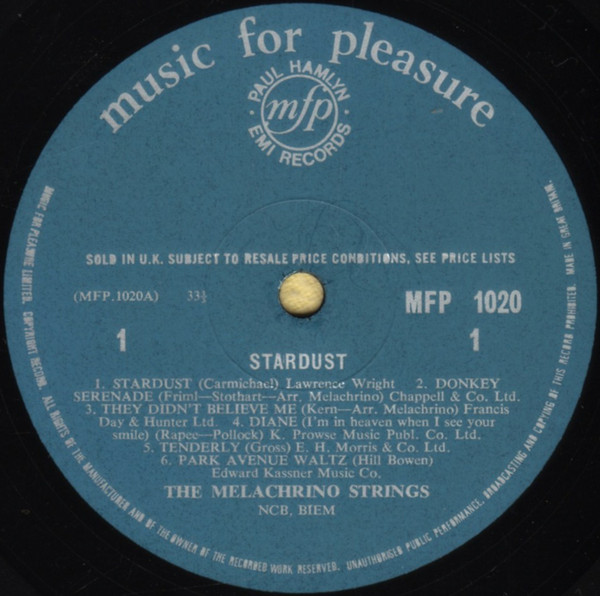 music for pleasure
PAUL HAMLYN
mfp
EMI RECORDS
SOLD IN U.K. SUBJECT TO RESALE PRICE CONDITIONS, SEE PRICE LISTS
(MFP.1020A) 33⅓ MFP 1020
1 1
STARDUST
1. STARDUST (Carmichael) Lawrence Wright 2. DONKEY
SERENADE (Friml—Stothart—Arr. Melachrino) Chappell & Co. Ltd.
3. THEY DIDN'T BELIEVE ME (Kern—Arr. Melachrino) Francis
Day & Hunter Ltd. 4. DIANE (I'm in heaven when I see your
smile) (Rapee—Pollock) K. Prowse Music Publ. Co. Ltd.
5. TENDERLY (Gross) E. H. Morris & Co. Ltd.
6. PARK AVENUE WALTZ (Hill Bowen)
Edward Kassner Music Co.
THE MELACHRINO STRINGS
NCB, BIEM
MUSIC FOR PLEASURE LIMITED. COPYRIGHT RECORD. ALL RIGHTS OF THE MANUFACTURER AND OF THE OWNER OF THE RECORDED WORK RESERVED. UNAUTHORISED PUBLIC PERFORMANCE, BROADCASTING AND COPYING OF THIS RECORD PROHIBITED. MADE IN GREAT BRITAIN.